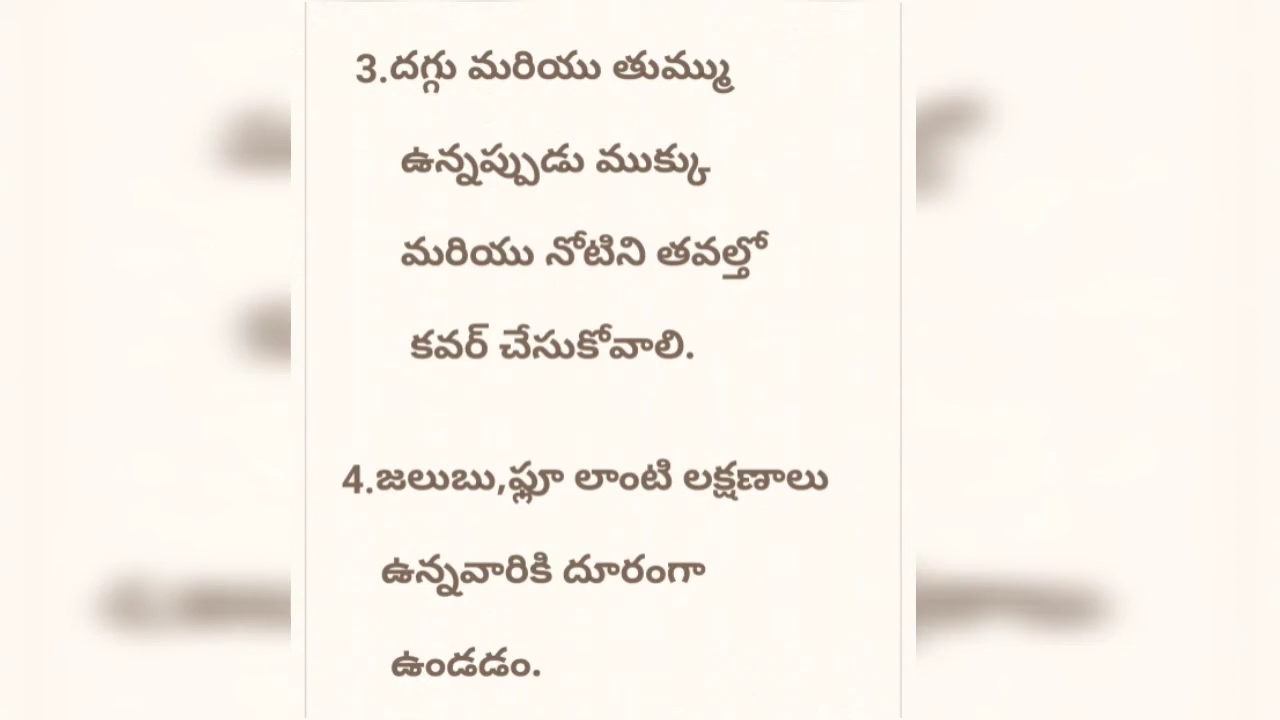 3.దగ్గు మరియు తుమ్ము
ఉన్నప్పుడు ముక్కు
మరియు నోటిని తవల్తో
కవర్ చేసుకోవాలి.
4.జలుబు,ఫ్లూ లాంటి లక్షణాలు
ఉన్నవారికి దూరంగా
ఉండడం.